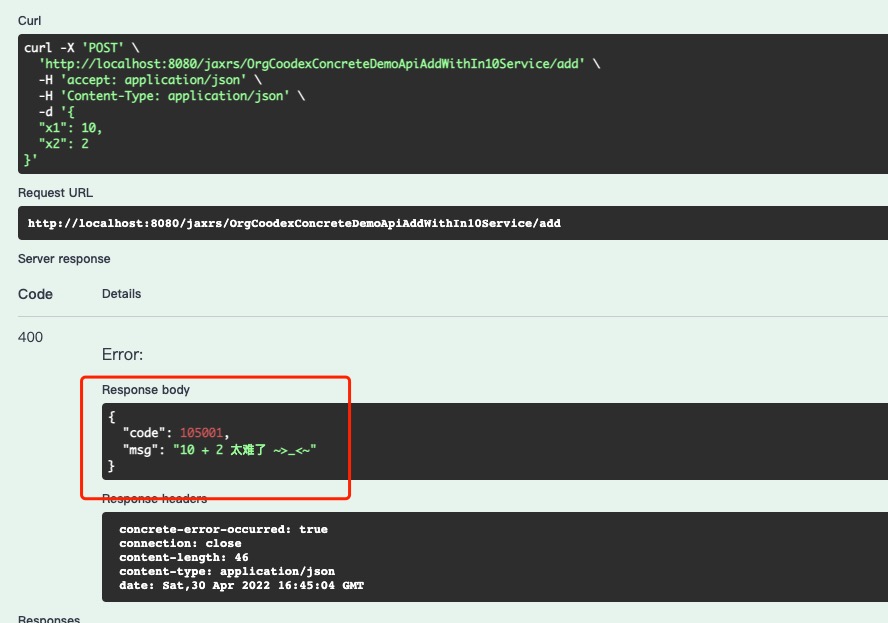 Curl
curl -X 'POST' \
'http://localhost:8080/jaxrs/OrgCoodexConcreteDemoApiAddWithIn10Service/add' \
-H 'accept: application/json' \
-H 'Content-Type: application/json' \
-d '{
"x1": 10,
"x2": 2
}'
Request URL
http://localhost:8080/jaxrs/OrgCoodexConcreteDemoApiAddWithIn10Service/add
Server response
Code Details
400
Error:
Response body
{
"code": 105001,
"msg": "10 + 2 太难了 ~>_<~"
}
Response headers
concrete-error-occurred: true
connection: close
content-length: 46
content-type: application/json
date: Sat,30 Apr 2022 16:45:04 GMT
Responses